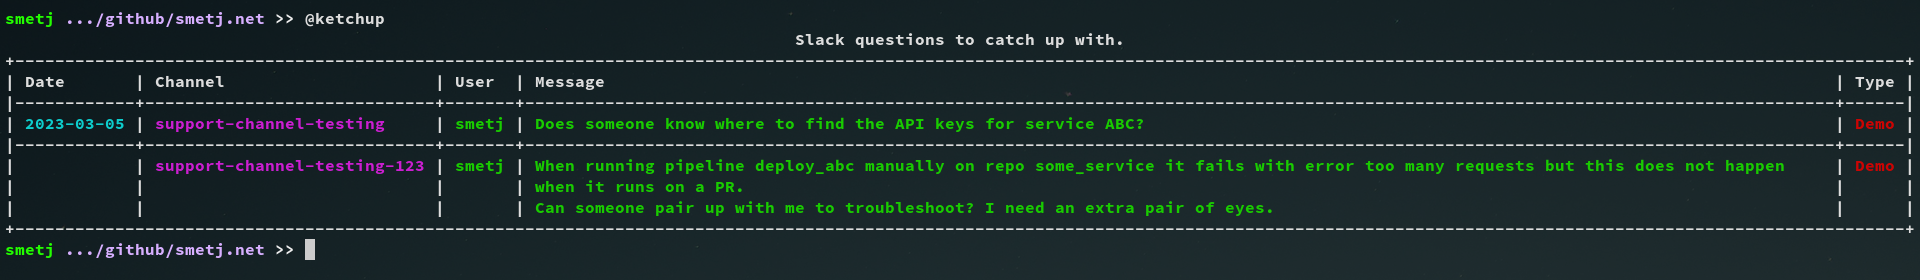 smetj .../github/smetj.net >> @ketchup
Slack questions to catch up with.
| Date | Channel | User | Message | Type |
| 2023-03-05 | support-channel-testing | smetj | Does someone know where to find the API keys for service ABC? | Demo |
| | support-channel-testing-123 | smetj | When running pipeline deploy_abc manually on repo some_service it fails with error too many requests but this does not happen | Demo |
| | | | when it runs on a PR. | |
| | | | Can someone pair up with me to troubleshoot? I need an extra pair of eyes. | |
smetj .../github/smetj.net >>